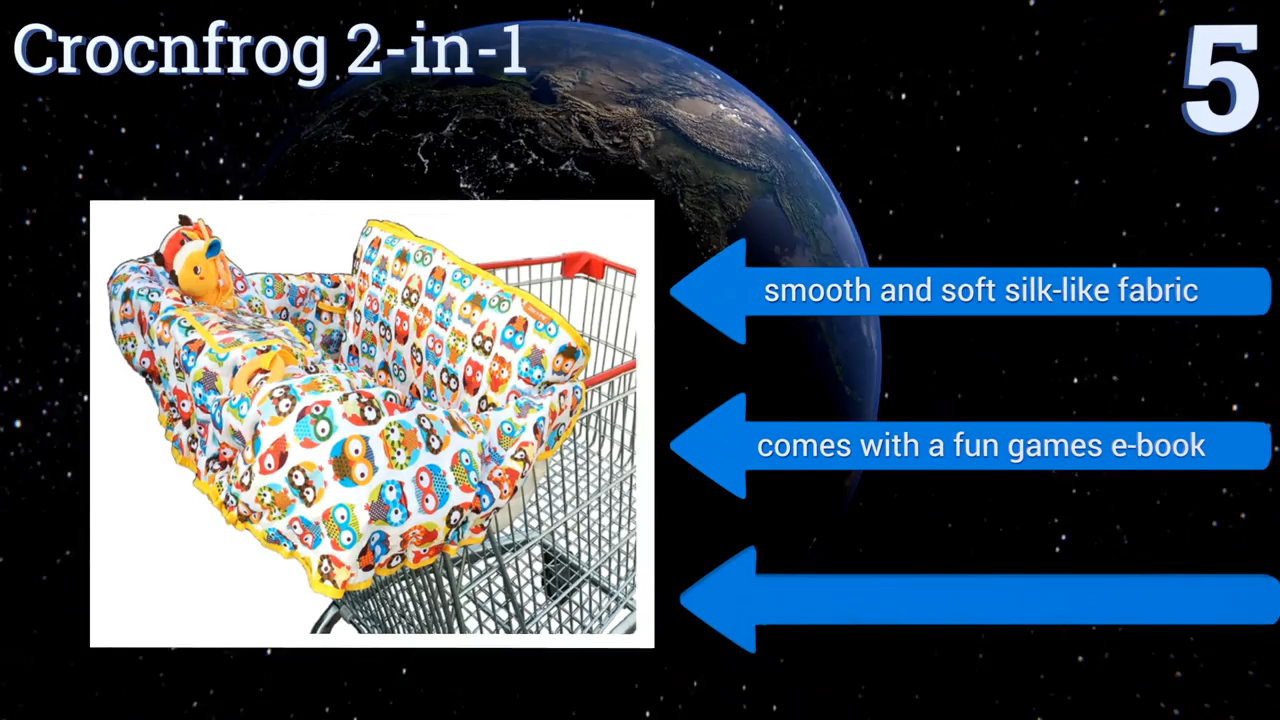 Crocnfrog 2-in-1
5
smooth and soft silk-like fabric
comes with a fun games e-book